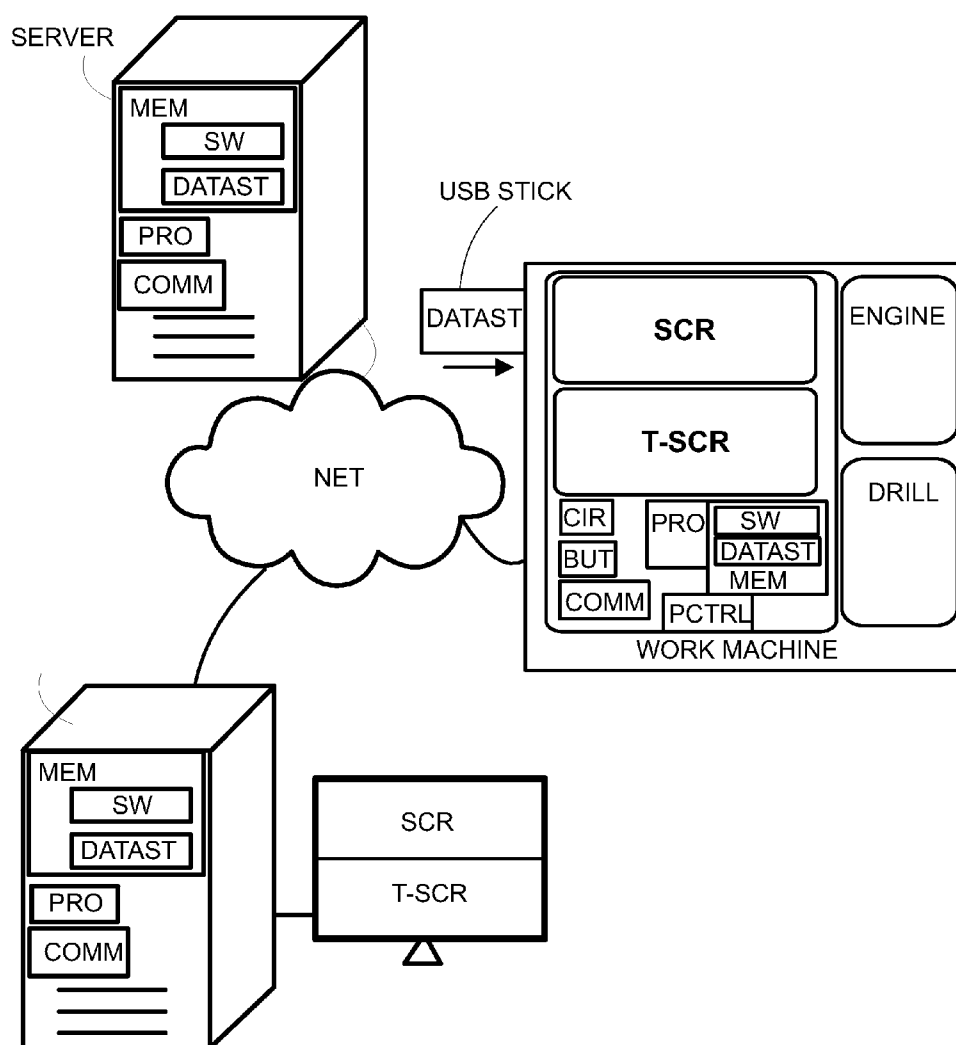 SERVER
MEM
SW
DATAST
PRO
COMM
USB STICK
DATAST
SCR
T-SCR
ENGINE
DRILL
CIR
BUT
COMM
PRO
SW
DATAST
MEM
PCTRL
WORK MACHINE
NET
MEM
SW
DATAST
PRO
COMM
SCR
T-SCR